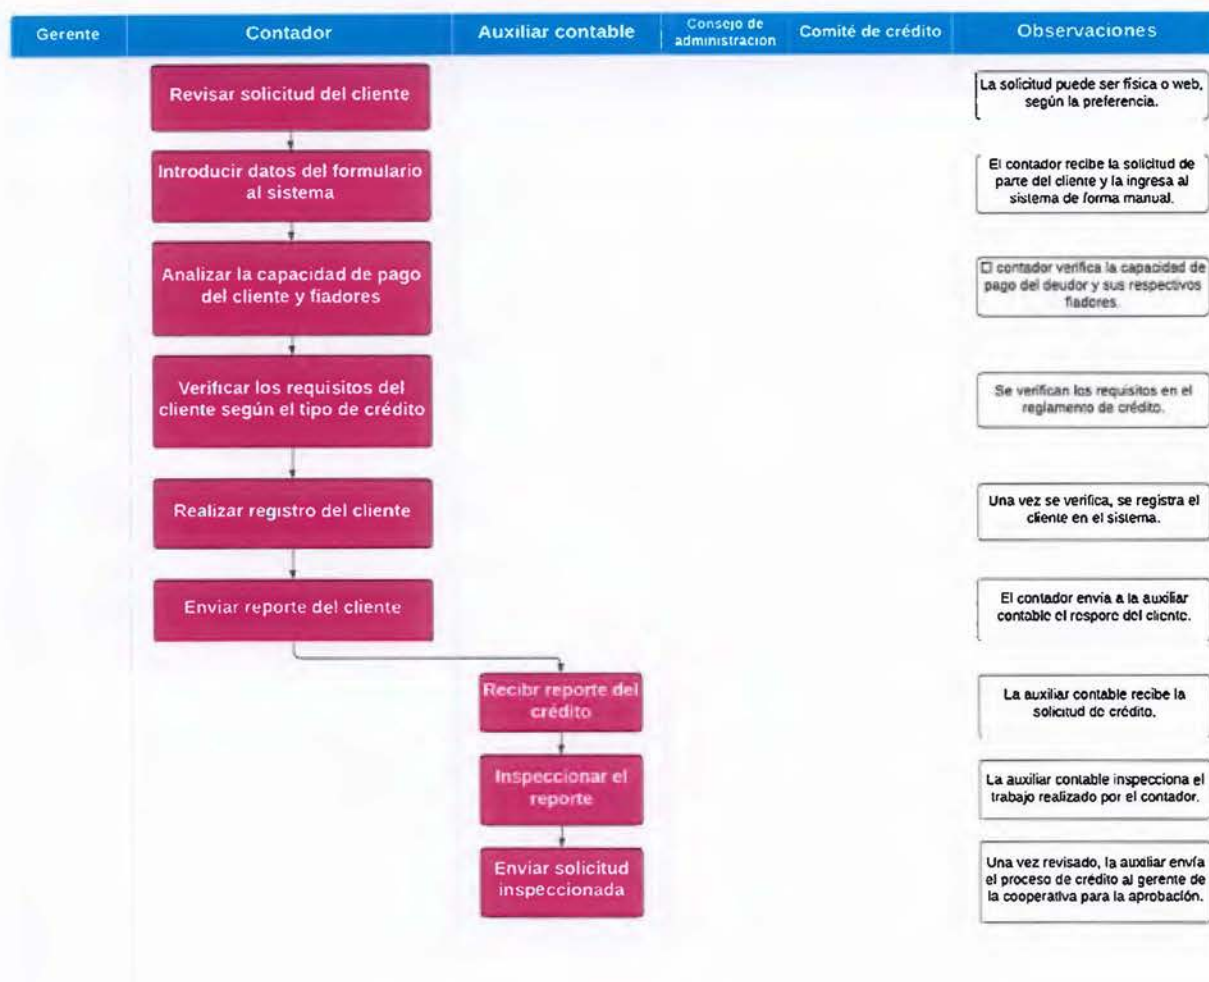 Gerente
Contador
Auxiliar contable
Consejo de
administracion
Comité de crédito
Observaciones
Revisar solicitud del cliente
La solicitud puede ser física o web,
según la preferencia.
Introducir datos del formulario
al sistema
El contador recibe la solicitud de
parte del cliente y la ingresa al
sistema de forma manual.
Analizar la capacidad de pago
del cliente y fiadores
El contador verifica la capacidad de
pago del deudor y sus respectivos
fiadores.
Verificar los requisitos del
cliente según el tipo de crédito
Se verifican los requisitos en el
reglamento de crédito.
Realizar registro del cliente
Una vez se verifica, se registra el
cliente en el sistema.
Enviar reporte del cliente
El contador envía a la auxiliar
contable el respore del cliente.
Recibr reporte del
crédito
La auxiliar contable recibe la
solicitud de crédito.
Inspeccionar el
reporte
La auxiliar contable inspecciona el
trabajo realizado por el contador.
Enviar solicitud
inspeccionada
Una vez revisado, la auxiliar envía
el proceso de crédito al gerente de
la cooperativa para la aprobación.